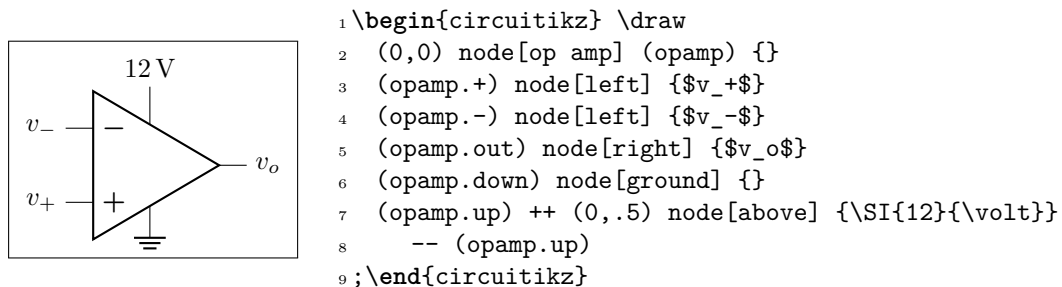 12 V
v−
−
vo
v+
+
1 \begin{circuitikz} \draw
2 (0,0) node[op amp] (opamp) {}
3 (opamp.+) node[left] {$v_+$}
4 (opamp.-) node[left] {$v_-$}
5 (opamp.out) node[right] {$v_o$}
6 (opamp.down) node[ground] {}
7 (opamp.up) ++ (0,.5) node[above] {\SI{12}{\volt}}
8 -- (opamp.up)
9 ;\end{circuitikz}